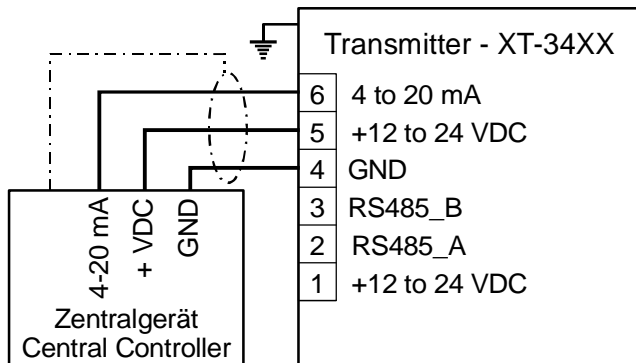 Transmitter - XT-34XX
6 4 to 20 mA
5 +12 to 24 VDC
4 GND
3 RS485_B
2 RS485_A
1 +12 to 24 VDC
4-20 mA
+ VDC
GND
Zentralgerät
Central Controller